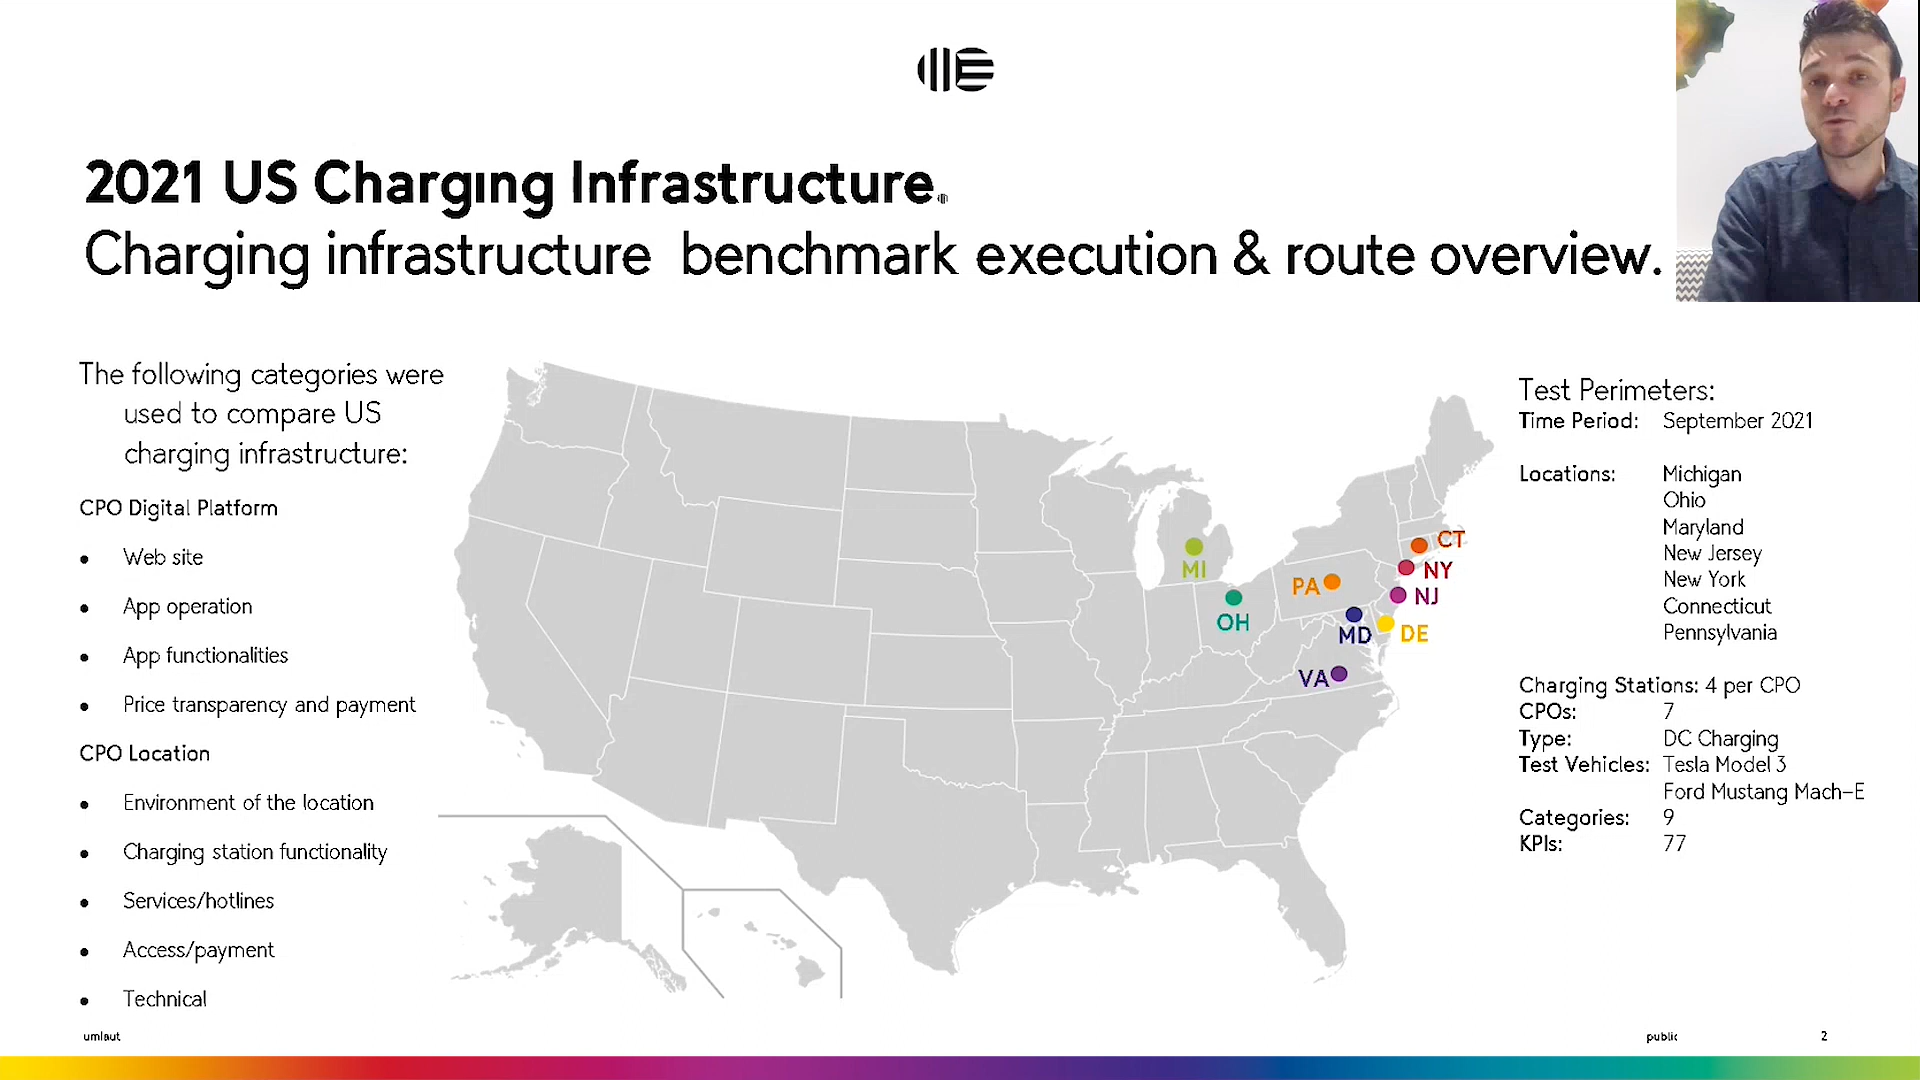 2021 US Charging Infrastructure.
Charging infrastructure benchmark execution & route overview.
The following categories were
used to compare US
charging infrastructure:
CPO Digital Platform
• Web site
• App operation
• App functionalities
• Price transparency and payment
CPO Location
• Environment of the location
• Charging station functionality
• Services/hotlines
• Access/payment
• Technical
MI
OH
PA
CT
NY
NJ
MD
DE
VA
Test Perimeters:
Time Period: September 2021
Locations: Michigan
Ohio
Maryland
New Jersey
New York
Connecticut
Pennsylvania
Charging Stations: 4 per CPO
CPOs: 7
Type: DC Charging
Test Vehicles: Tesla Model 3
Ford Mustang Mach-E
Categories: 9
KPIs: 77
umlaut
public
2